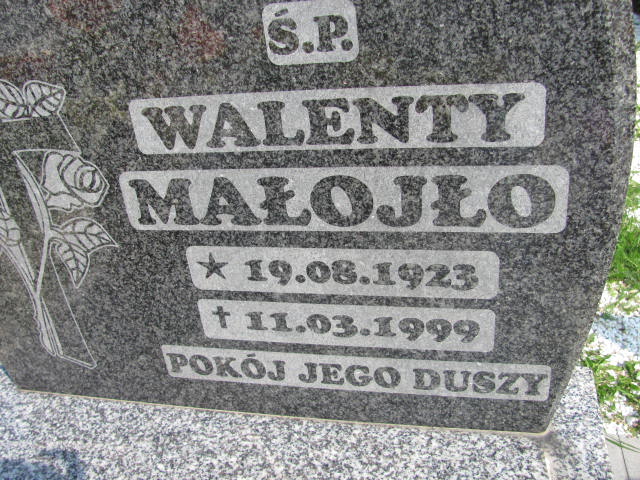 Ś.P.
WALENTY
MAŁOJŁO
★ 19.08.1923
✝ 11.03.1999
POKÓJ JEGO DUSZY